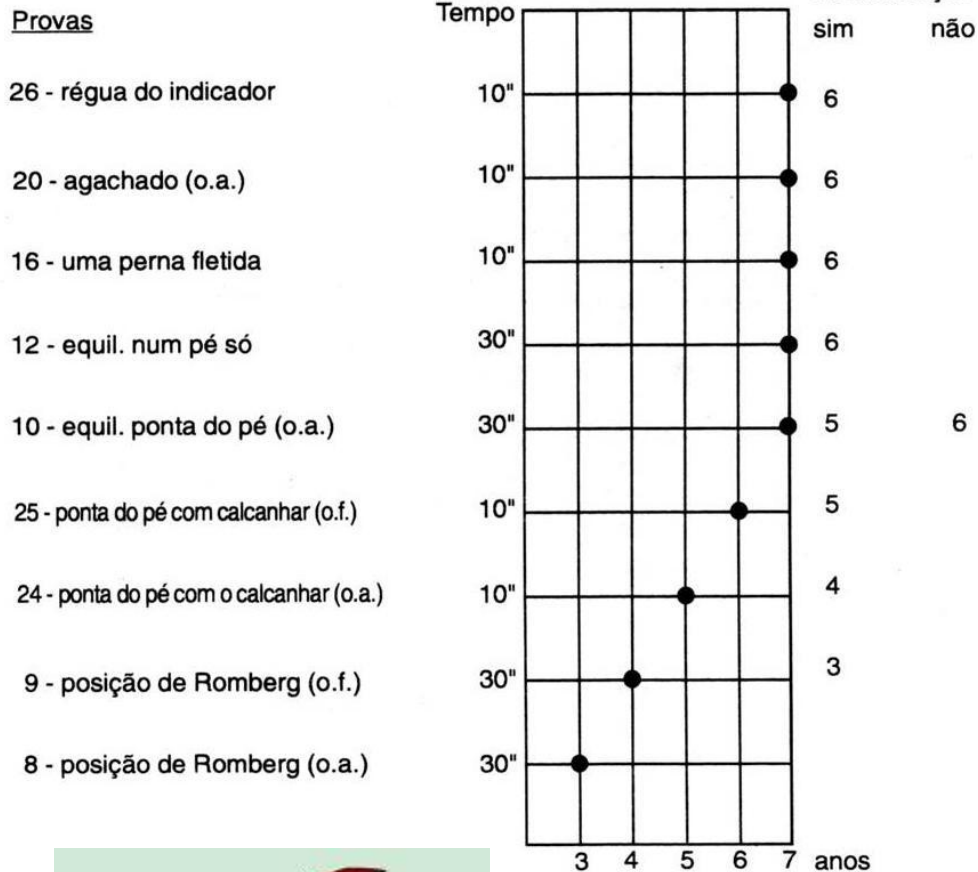 Provas Tempo sim não
26 - régua do indicador 10" 6
20 - agachado (o.a.) 10" 6
16 - uma perna fletida 10" 6
12 - equil. num pé só 30" 6
10 - equil. ponta do pé (o.a.) 30" 5 6
25 - ponta do pé com calcanhar (o.f.) 10" 5
24 - ponta do pé com o calcanhar (o.a.) 10" 4
9 - posição de Romberg (o.f.) 30" 3
8 - posição de Romberg (o.a.) 30"
3 4 5 6 7 anos